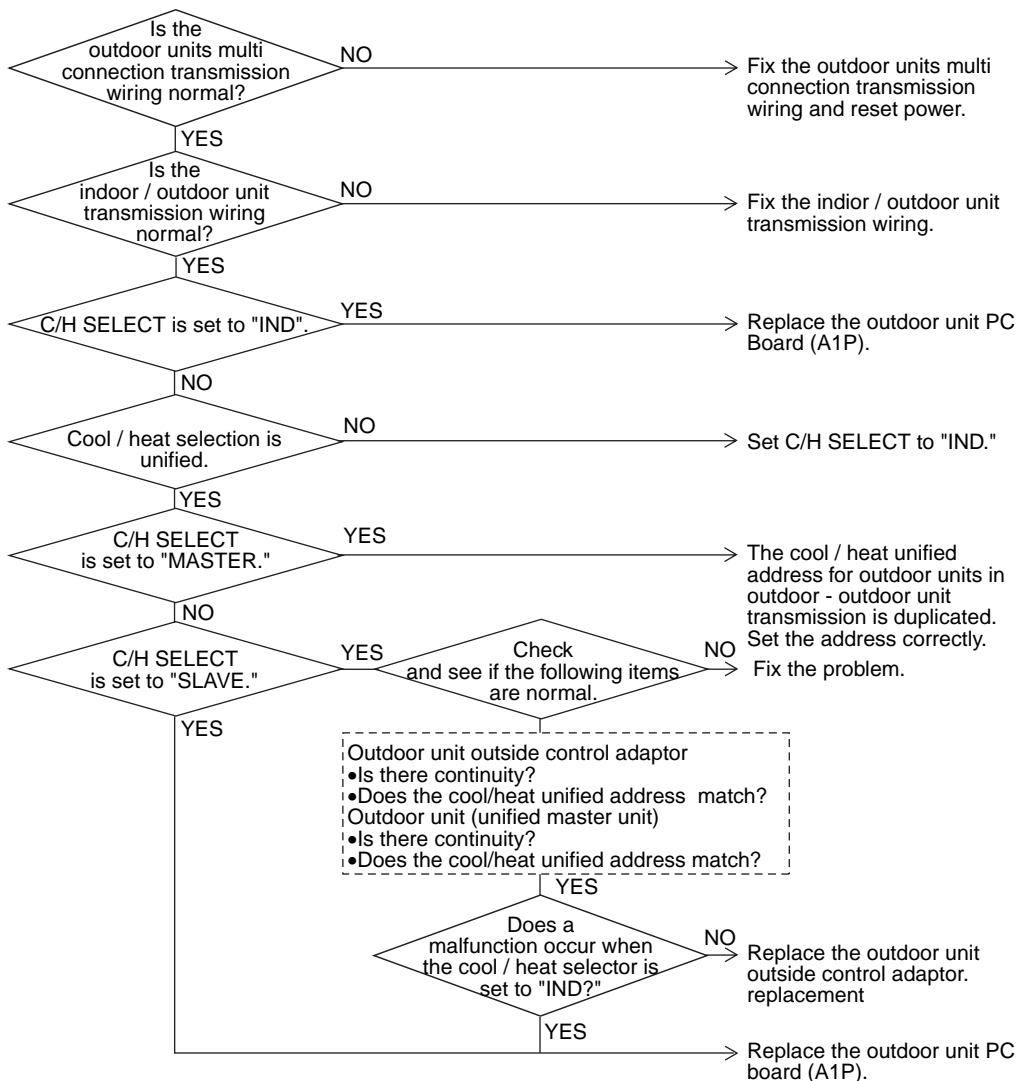 Is the
outdoor units multi
connection transmission
wiring normal?
NO
Fix the outdoor units multi
connection transmission
wiring and reset power.
YES
Is the
indoor / outdoor unit
transmission wiring
normal?
NO
Fix the indior / outdoor unit
transmission wiring.
YES
C/H SELECT is set to "IND".
YES
Replace the outdoor unit PC
Board (A1P).
NO
Cool / heat selection is
unified.
NO
Set C/H SELECT to "IND."
YES
C/H SELECT
is set to "MASTER."
YES
The cool / heat unified
address for outdoor units in
outdoor - outdoor unit
transmission is duplicated.
Set the address correctly.
NO
C/H SELECT
is set to "SLAVE."
YES
Check
and see if the following items
are normal.
NO
Fix the problem.
YES
Outdoor unit outside control adaptor
•Is there continuity?
•Does the cool/heat unified address match?
Outdoor unit (unified master unit)
•Is there continuity?
•Does the cool/heat unified address match?
YES
Does a
malfunction occur when
the cool / heat selector is
set to "IND?"
NO
Replace the outdoor unit
outside control adaptor.
replacement
YES
Replace the outdoor unit PC
board (A1P).